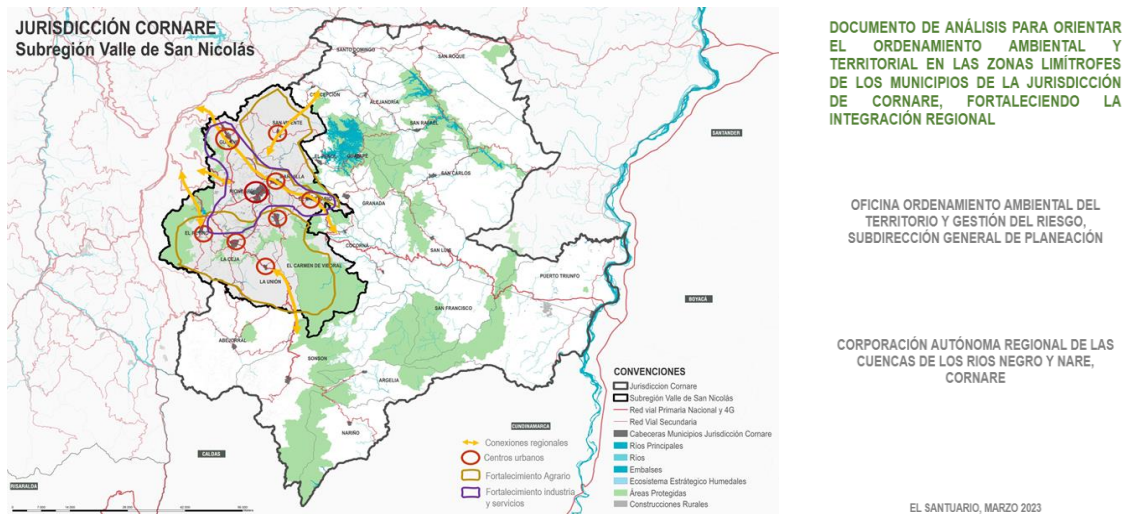 JURISDICCIÓN CORNARE
Subregión Valle de San Nicolás
SANTO DOMINGO
SAN ROQUE
CONCEPCIÓN
ALEJANDRÍA
SAN VICENTE
SAN RAFAEL
SANTANDER
GUATAPÉ
SAN CARLOS
GRANADA
COCORNÁ
SAN LUIS
LA CEJA
EL CARMEN DE VIBORAL
LA UNIÓN
PUERTO TRIUNFO
BOYACÁ
SAN FRANCISCO
ABEJORRAL
SONSON
ARGELIA
NARIÑO
CUNDINAMARCA
CALDAS
RISARALDA
Conexiones regionales
Centros urbanos
Fortalecimiento Agrario
Fortalecimiento industria
y servicios
CONVENCIONES
Jurisdiccion Cornare
Subregión Valle de San Nicolás
Red vial Primaria Nacional y 4G
Red Vial Secundaria
Cabeceras Municipios Jurisdicción Cornare
Ríos Principales
Ríos
Embalses
Ecosistema Estratégico Humedales
Áreas Protegidas
Construcciones Rurales
DOCUMENTO DE ANÁLISIS PARA ORIENTAR
EL ORDENAMIENTO AMBIENTAL Y
TERRITORIAL EN LAS ZONAS LIMÍTROFES
DE LOS MUNICIPIOS DE LA JURISDICCIÓN
DE CORNARE, FORTALECIENDO LA
INTEGRACIÓN REGIONAL
OFICINA ORDENAMIENTO AMBIENTAL DEL
TERRITORIO Y GESTIÓN DEL RIESGO,
SUBDIRECCIÓN GENERAL DE PLANEACIÓN
CORPORACIÓN AUTÓNOMA REGIONAL DE LAS
CUENCAS DE LOS RIOS NEGRO Y NARE,
CORNARE
EL SANTUARIO, MARZO 2023